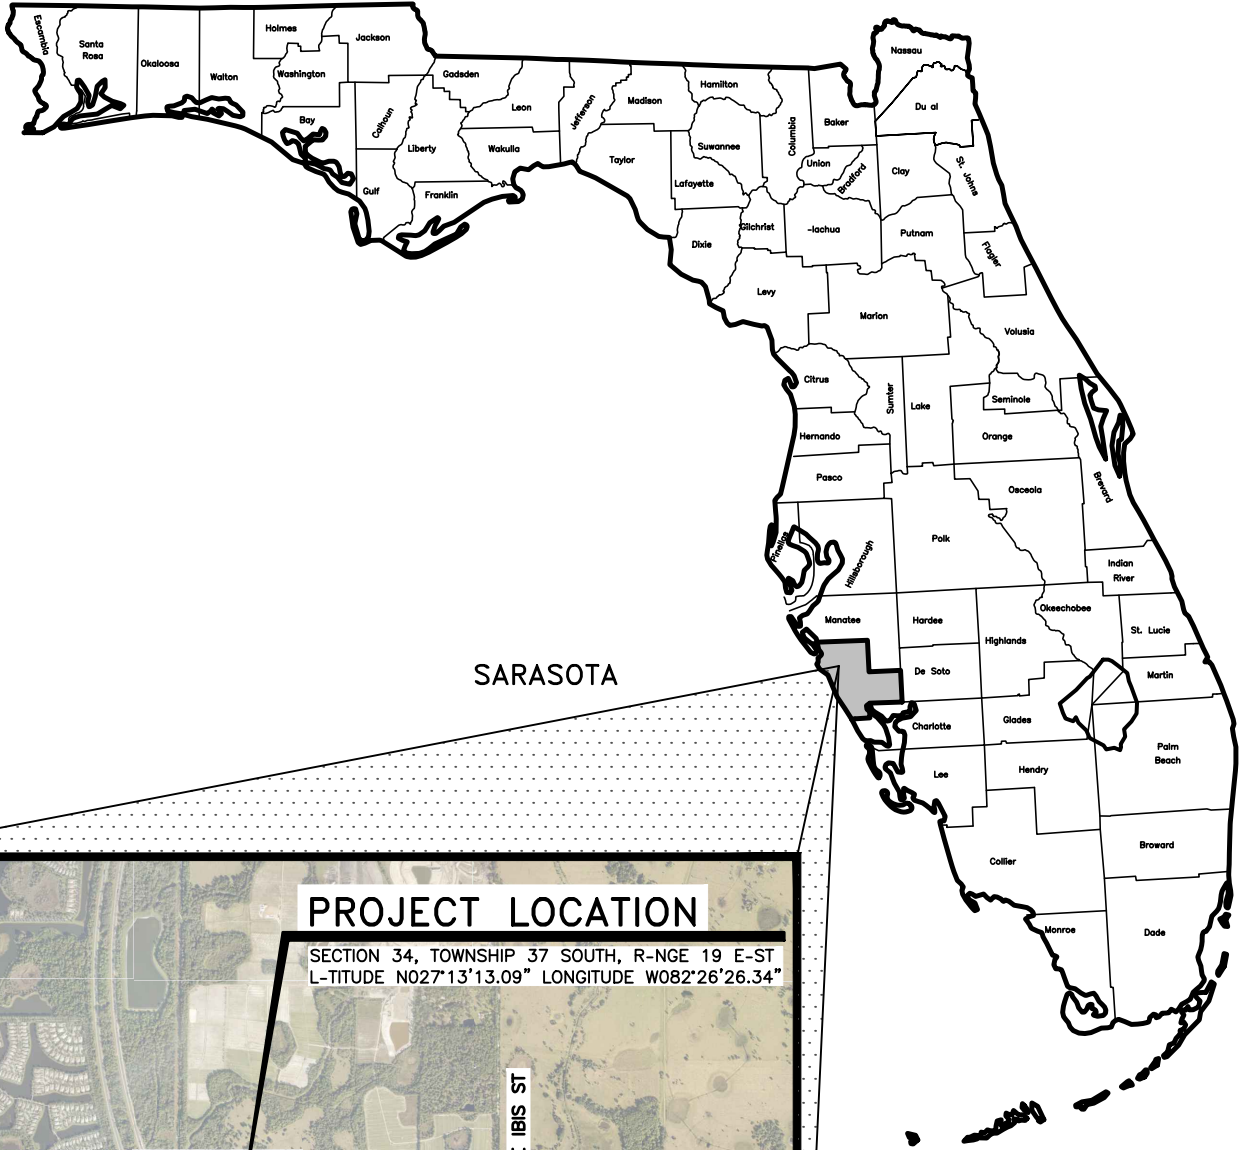 Escambia
Santa
Rosa
Okaloosa
Walton
Holmes
Washington
Jackson
Bay
Calhoun
Gulf
Gadsden
Liberty
Franklin
Leon
Wakulla
Jefferson
Madison
Taylor
Hamilton
Suwannee
Lafayette
Dixie
Columbia
Gilchrist
Levy
Baker
Union
Bradford
-lachua
Nassau
Du al
Clay
St. Johns
Putnam
Flagler
Marion
Volusia
Citrus
Sumter
Lake
Seminole
Orange
Hernando
Pasco
Osceola
Brevard
Pinellas
Hillsborough
Polk
Indian
River
Manatee
Hardee
Highlands
Okeechobee
St. Lucie
De Soto
Martin
SARASOTA
Charlotte
Glades
Palm
Beach
Lee
Hendry
Collier
Broward
Monroe
Dade
PROJECT LOCATION
SECTION 34, TOWNSHIP 37 SOUTH, R-NGE 19 E-ST
L-TITUDE N027°13'13.09" LONGITUDE W082°26'26.34"
IBIS ST